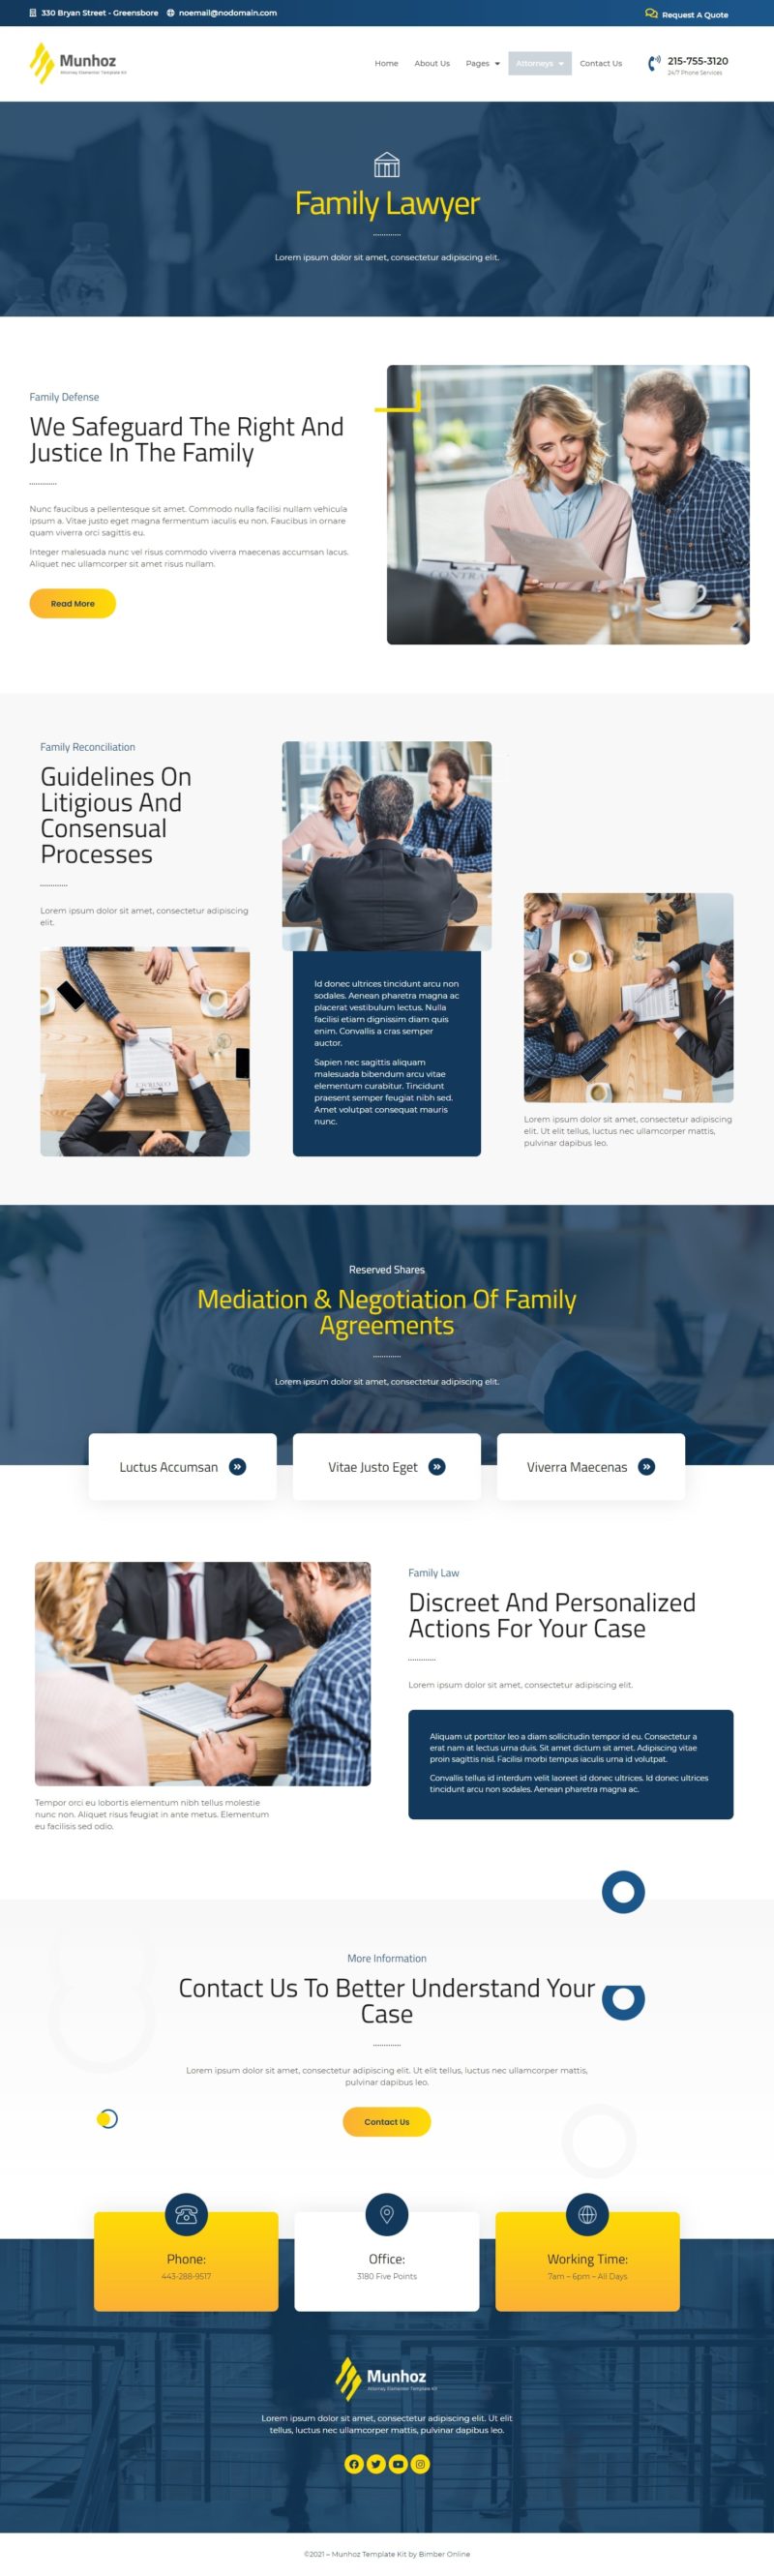 330 Bryan Street - Greensbore noemail@nodomain.com Request A Quote
Munhoz
Attorney Elementor Template Kit
Home About Us Pages Attorneys Contact Us
215-755-3120
24/7 Phone Services
Family Lawyer
Lorem ipsum dolor sit amet, consectetur adipiscing elit.
Family Defense
We Safeguard The Right And
Justice In The Family
Nunc faucibus a pellentesque sit amet. Commodo nulla facilisi nullam vehicula
ipsum a. Vitae justo eget magna fermentum iaculis eu non. Faucibus in ornare
quam viverra orci sagittis eu.
Integer malesuada nunc vel risus commodo viverra maecenas accumsan lacus.
Aliquet nec ullamcorper sit amet risus nullam.
Read More
Family Reconciliation
Guidelines On
Litigious And
Consensual
Processes
Lorem ipsum dolor sit amet, consectetur adipiscing
elit.
Id donec ultrices tincidunt arcu non
sodales. Aenean pharetra magna ac
placerat vestibulum lectus. Nulla
facilisi etiam dignissim diam quis
enim. Convallis a cras semper
auctor.
Sapien nec sagittis aliquam
malesuada bibendum arcu vitae
elementum curabitur. Tincidunt
praesent semper feugiat nibh sed.
Amet volutpat consequat mauris
nunc.
Lorem ipsum dolor sit amet, consectetur adipiscing
elit. Ut elit tellus, luctus nec ullamcorper mattis,
pulvinar dapibus leo.
Reserved Shares
Mediation & Negotiation Of Family
Agreements
Lorem ipsum dolor sit amet, consectetur adipiscing elit.
Luctus Accumsan
Vitae Justo Eget
Viverra Maecenas
Tempor orci eu lobortis elementum nibh tellus molestie
nunc non. Aliquet risus feugiat in ante metus. Elementum
eu facilisis sed odio.
Family Law
Discreet And Personalized
Actions For Your Case
Lorem ipsum dolor sit amet, consectetur adipiscing elit.
Aliquam ut porttitor leo a diam sollicitudin tempor id eu. Consectetur a
erat nam at lectus urna duis. Sit amet dictum sit amet. Adipiscing vitae
proin sagittis nisl. Facilisi morbi tempus iaculis urna id volutpat.
Convallis tellus id interdum velit laoreet id donec ultrices. Id donec ultrices
tincidunt arcu non sodales. Aenean pharetra magna ac.
More Information
Contact Us To Better Understand Your
Case
Lorem ipsum dolor sit amet, consectetur adipiscing elit. Ut elit tellus, luctus nec ullamcorper mattis,
pulvinar dapibus leo.
Contact Us
Phone:
443-288-9517
Office:
3180 Five Points
Working Time:
7am – 6pm – All Days
Munhoz
Attorney Elementor Template Kit
Lorem ipsum dolor sit amet, consectetur adipiscing elit. Ut elit
tellus, luctus nec ullamcorper mattis, pulvinar dapibus leo.
©2021 – Munhoz Template Kit by Bimber Online